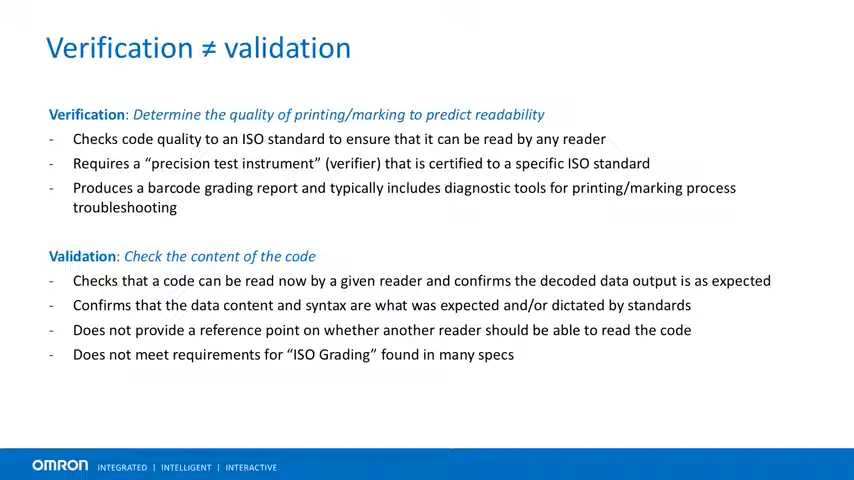 Verification ≠ validation
Verification: Determine the quality of printing/marking to predict readability
- Checks code quality to an ISO standard to ensure that it can be read by any reader
- Requires a “precision test instrument” (verifier) that is certified to a specific ISO standard
- Produces a barcode grading report and typically includes diagnostic tools for printing/marking process
troubleshooting
Validation: Check the content of the code
- Checks that a code can be read now by a given reader and confirms the decoded data output is as expected
- Confirms that the data content and syntax are what was expected and/or dictated by standards
- Does not provide a reference point on whether another reader should be able to read the code
- Does not meet requirements for “ISO Grading” found in many specs
OMRON INTEGRATED | INTELLIGENT | INTERACTIVE